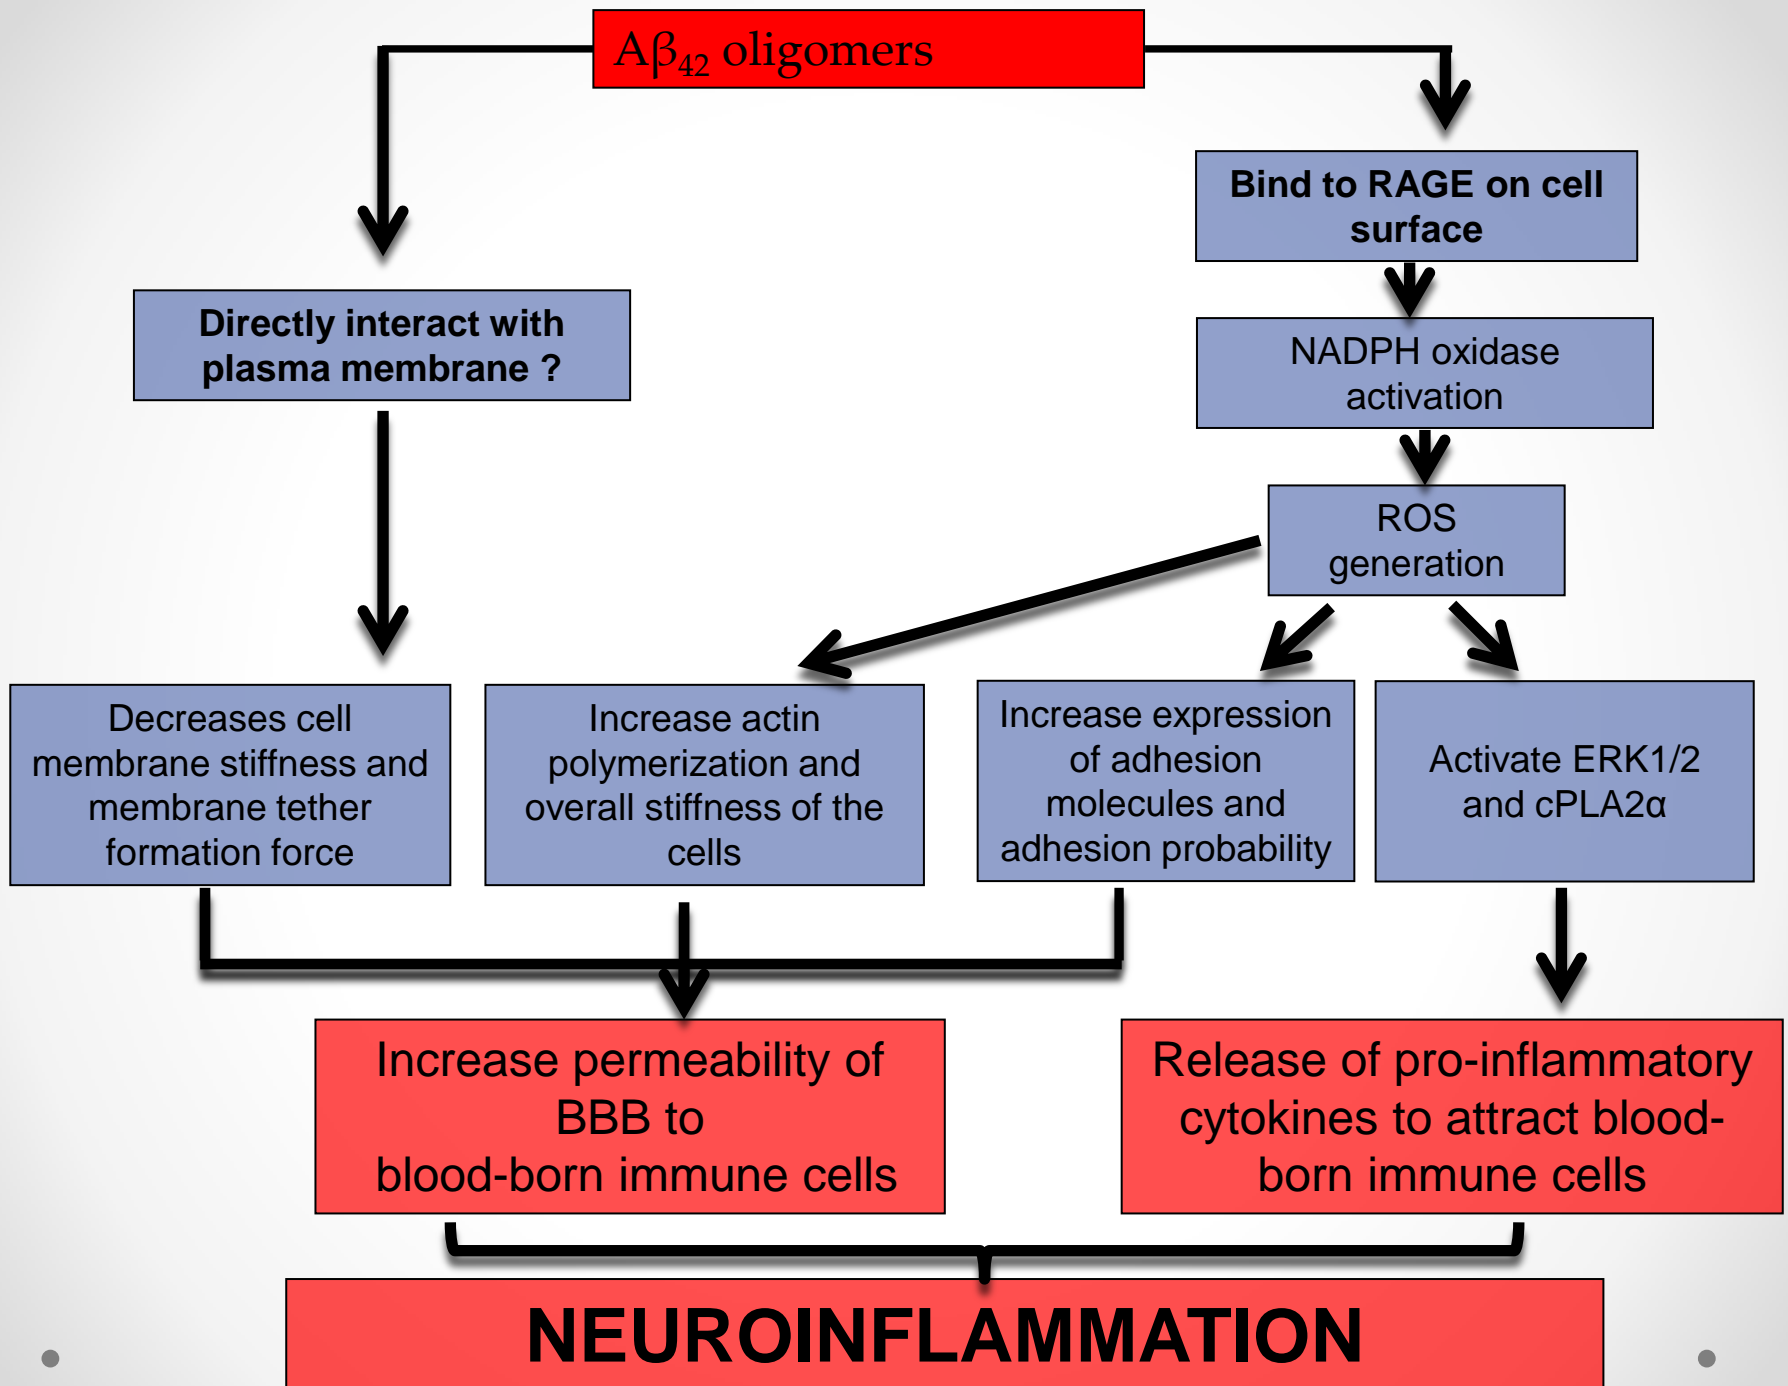 Aβ₄₂ oligomers
Bind to RAGE on cell
surface
Directly interact with
plasma membrane ?
NADPH oxidase
activation
ROS
generation
Decreases cell
membrane stiffness and
membrane tether
formation force
Increase actin
polymerization and
overall stiffness of the
cells
Increase expression
of adhesion
molecules and
adhesion probability
Activate ERK1/2
and cPLA2α
Increase permeability of
BBB to
blood-born immune cells
Release of pro-inflammatory
cytokines to attract blood-
born immune cells
NEUROINFLAMMATION